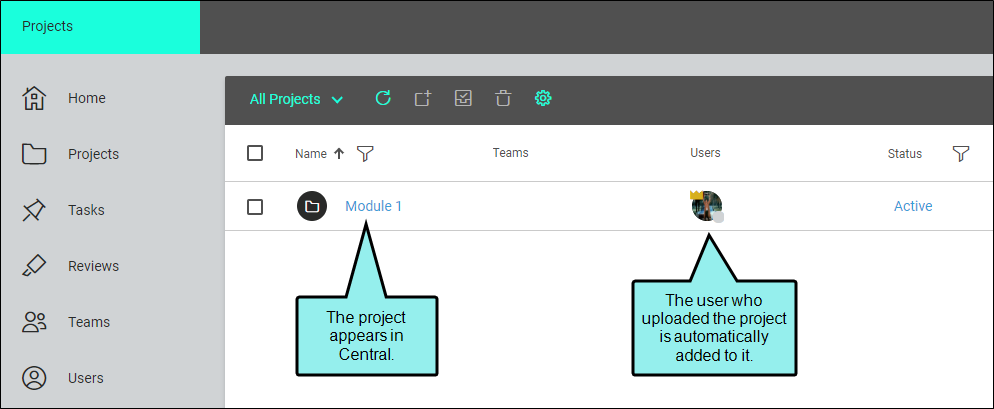 Projects
Home
Projects
Tasks
Reviews
Teams
Users
All Projects
Name Teams Users Status
Module 1 Active
The project
appears in
Central.
The user who
uploaded the project
is automatically
added to it.